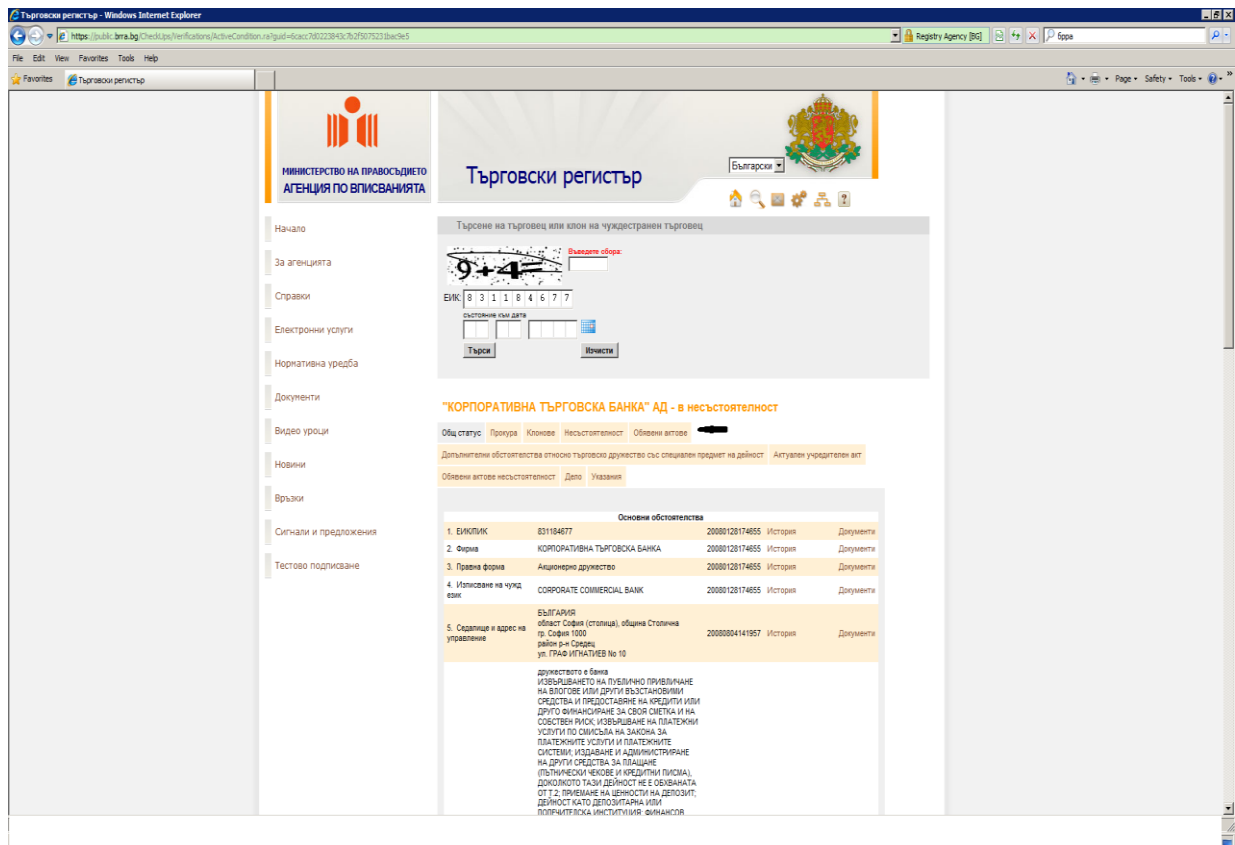 Търговски регистър - Windows Internet Explorer
https://public.brra.bg/CheckUps/Verifications/ActiveCondition.ra?guid=6cacc7d0223843c7b2f5075231bac9e5
Registry Agency [BG]
брра
File Edit View Favorites Tools Help
Favorites Търговски регистър
Page Safety Tools
МИНИСТЕРСТВО НА ПРАВОСЪДИЕТО
АГЕНЦИЯ ПО ВПИСВАНИЯТА
Търговски регистър
Български
Начало
За агенцията
Справки
Електронни услуги
Нормативна уредба
Документи
Видео уроци
Новини
Връзки
Сигнали и предложения
Тестово подписване
Търсене на търговец или клон на чуждестранен търговец
9+4=
Въведете сбора:
ЕИК: 8 3 1 1 8 4 6 7 7
състояние към дата
Търси Изчисти
"КОРПОРАТИВНА ТЪРГОВСКА БАНКА" АД - в несъстоятелност
Общ статус Прокура Клонове Несъстоятелност Обявени актове
Допълнителни обстоятелства относно търговско дружество със специален предмет на дейност Актуален учредителен акт
Обявени актове несъстоятелност Дело Указания
Основни обстоятелства
1. ЕИК/ПИК 831184677 20080128174655 История Документи
2. Фирма КОРПОРАТИВНА ТЪРГОВСКА БАНКА 20080128174655 История Документи
3. Правна форма Акционерно дружество 20080128174655 История Документи
4. Изписване на чужд език CORPORATE COMMERCIAL BANK 20080128174655 История Документи
5. Седалище и адрес на управление
БЪЛГАРИЯ
област София (столица), община Столична
гр. София 1000
район р-н Средец
ул. ГРАФ ИГНАТИЕВ No 10
20080804141957 История Документи
дружеството е банка
ИЗВЪРШВАНЕТО НА ПУБЛИЧНО ПРИВЛИЧАНЕ
НА ВЛОГОВЕ ИЛИ ДРУГИ ВЪЗСТАНОВИМИ
СРЕДСТВА И ПРЕДОСТАВЯНЕ НА КРЕДИТИ ИЛИ
ДРУГО ФИНАНСИРАНЕ ЗА СВОЯ СМЕТКА И НА
СОБСТВЕН РИСК; ИЗВЪРШВАНЕ НА ПЛАТЕЖНИ
УСЛУГИ ПО СМИСЪЛА НА ЗАКОНА ЗА
ПЛАТЕЖНИТЕ УСЛУГИ И ПЛАТЕЖНИТЕ
СИСТЕМИ; ИЗДАВАНЕ И АДМИНИСТРИРАНЕ
НА ДРУГИ СРЕДСТВА ЗА ПЛАЩАНЕ
(ПЪТНИЧЕСКИ ЧЕКОВЕ И КРЕДИТНИ ПИСМА),
ДОКОЛКОТО ТАЗИ ДЕЙНОСТ НЕ Е ОБХВАНАТА
ОТ Т.2; ПРИЕМАНЕ НА ЦЕННОСТИ НА ДЕПОЗИТ;
ДЕЙНОСТ КАТО ДЕПОЗИТАРНА ИЛИ
ПОПЕЧИТЕЛСКА ИНСТИТУЦИЯ; ФИНАНСОВ